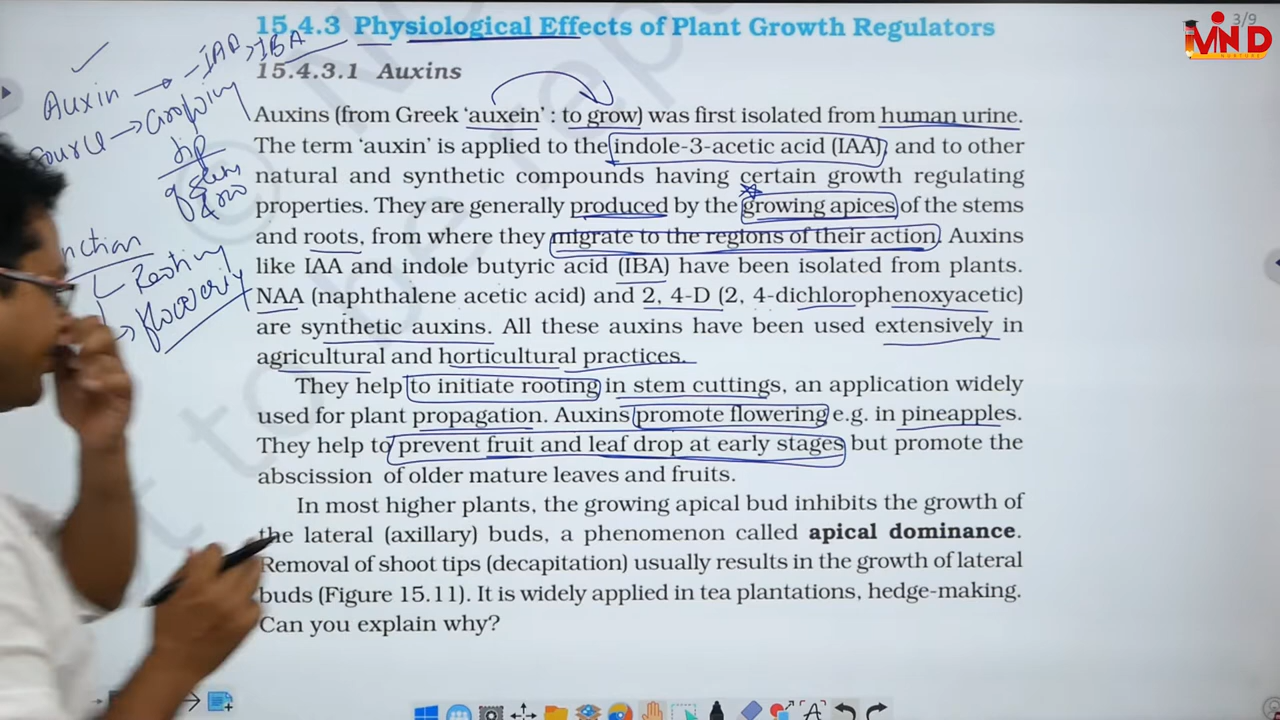 3/9
MIND
15.4.3 Physiological Effects of Plant Growth Regulators
15.4.3.1 Auxins
Auxins (from Greek ‘auxein’ : to grow) was first isolated from human urine.
The term ‘auxin’ is applied to the indole-3-acetic acid (IAA), and to other
natural and synthetic compounds having certain growth regulating
properties. They are generally produced by the growing apices of the stems
and roots, from where they migrate to the regions of their action. Auxins
like IAA and indole butyric acid (IBA) have been isolated from plants.
NAA (naphthalene acetic acid) and 2, 4-D (2, 4-dichlorophenoxyacetic)
are synthetic auxins. All these auxins have been used extensively in
agricultural and horticultural practices.
They help to initiate rooting in stem cuttings, an application widely
used for plant propagation. Auxins promote flowering e.g. in pineapples.
They help to prevent fruit and leaf drop at early stages but promote the
abscission of older mature leaves and fruits.
In most higher plants, the growing apical bud inhibits the growth of
the lateral (axillary) buds, a phenomenon called apical dominance.
Removal of shoot tips (decapitation) usually results in the growth of lateral
buds (Figure 15.11). It is widely applied in tea plantations, hedge-making.
Can you explain why?
Auxin → IAA, IBA
Source → Growing
tip
of stem
nction
Rooting